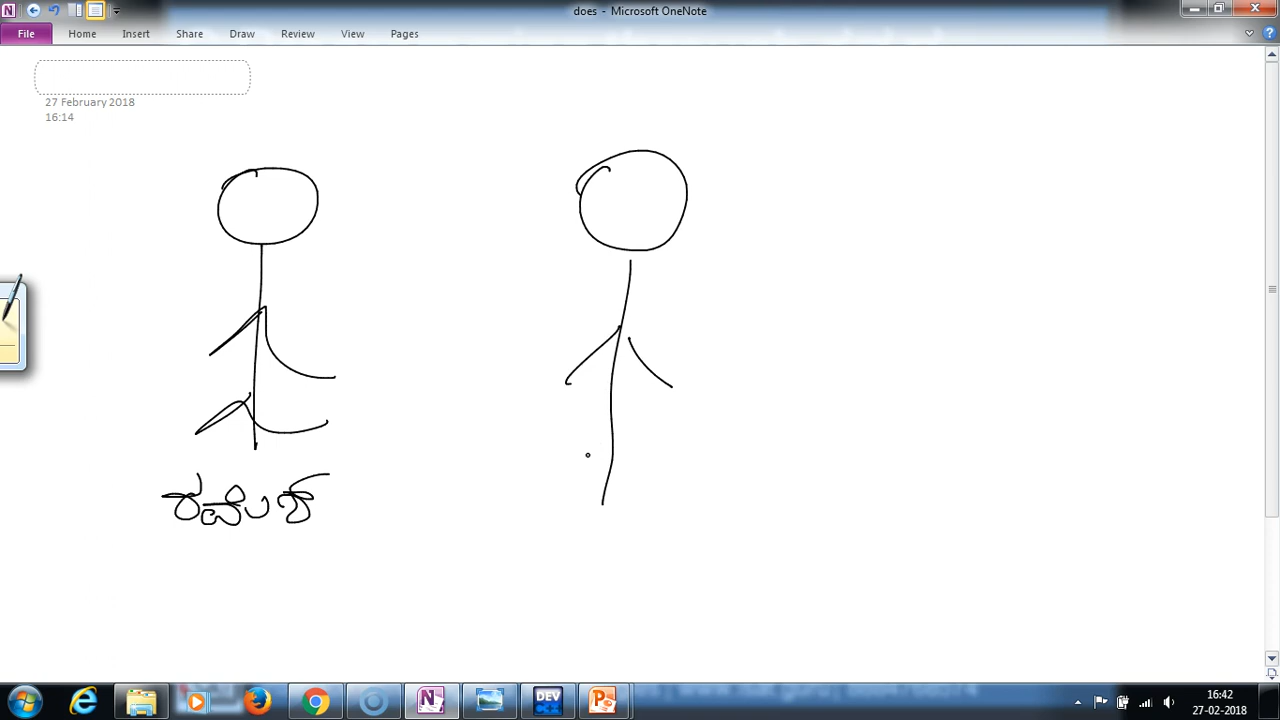 does - Microsoft OneNote
File Home Insert Share Draw Review View Pages
27 February 2018
16:14
DEV
C++
16:42
27-02-2018